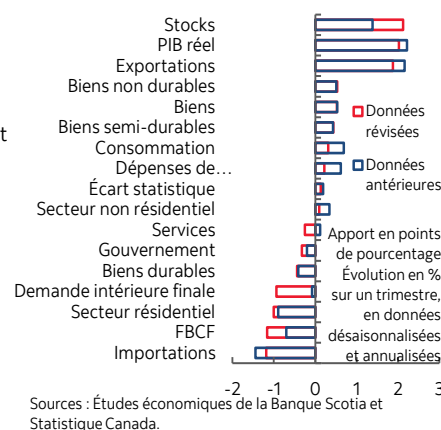 Stocks
PIB réel
Exportations
Biens non durables
Biens
Biens semi-durables
Consommation
Dépenses de…
Écart statistique
Secteur non résidentiel
Services
Gouvernement
Biens durables
Demande intérieure finale
Secteur résidentiel
FBCF
Importations
t
Données
révisées
Données
antérieures
Apport en points
de pourcentage
Évolution en %
sur un trimestre,
en données
désaisonnalisées
et annualisées
-2 -1 0 1 2 3
Sources : Études économiques de la Banque Scotia et
Statistique Canada.